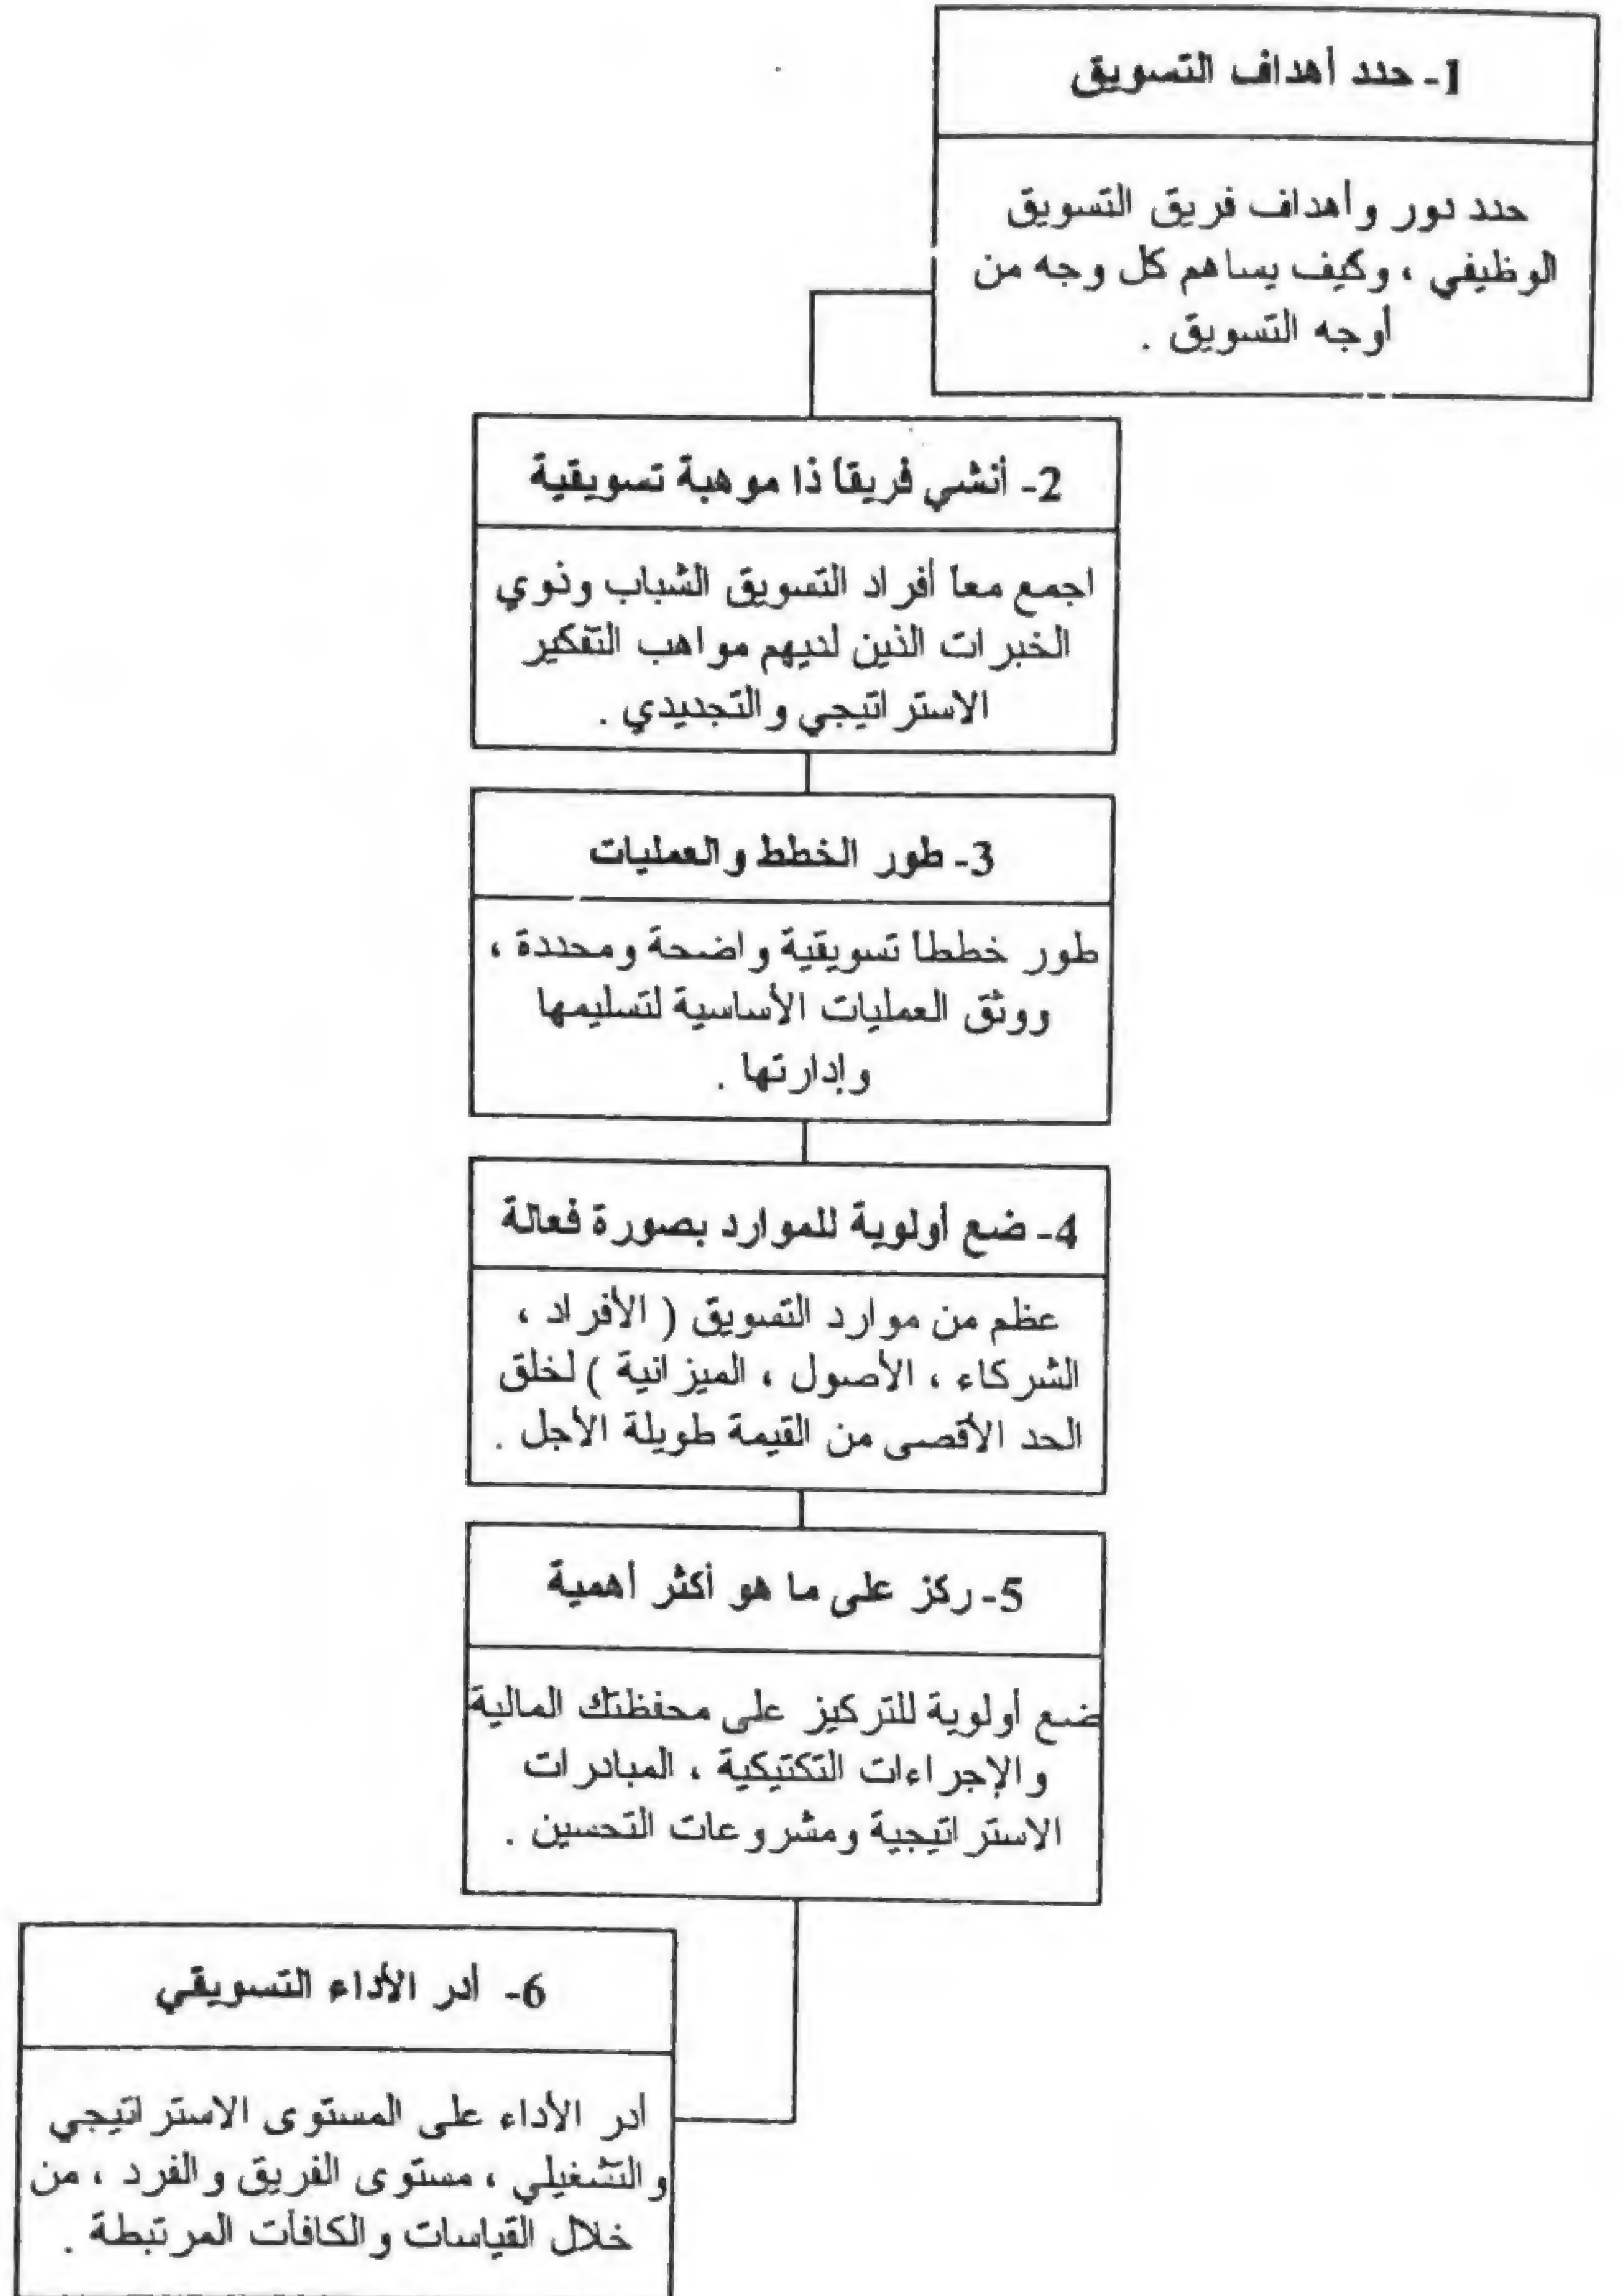 1- حدد أهداف التسويق
حدد دور وأهداف فريق التسويق
الوظيفي ، وكيف يساهم كل وجه من
أوجه التسويق .
2- أنشي فريقاً ذا موهبة تسويقية
اجمع معا أفراد التسويق الشباب وذوي
الخبرات الذين لديهم مواهب التفكير
الاستراتيجي والتجديدي .
3- طور الخطط والعمليات
طور خططا تسويقية واضحة ومحددة ،
ووثق العمليات الأساسية لتسليمها
وإدارتها .
4- ضع أولوية للموارد بصورة فعالة
عظم من موارد التسويق ( الأفراد ،
الشركاء ، الأصول ، الميزانية ) لخلق
الحد الأقصى من القيمة طويلة الأجل .
5- ركز على ما هو أكثر أهمية
ضع أولوية للتركيز على محفظتك المالية
والإجراءات التكتيكية ، المبادرات
الاستراتيجية ومشروعات التحسين .
6- أدر الأداء التسويقي
أدر الأداء على المستوى الاستراتيجي
والتشغيلي ، مستوى الفريق والفرد ، من
خلال القياسات والكافأت المرتبطة .